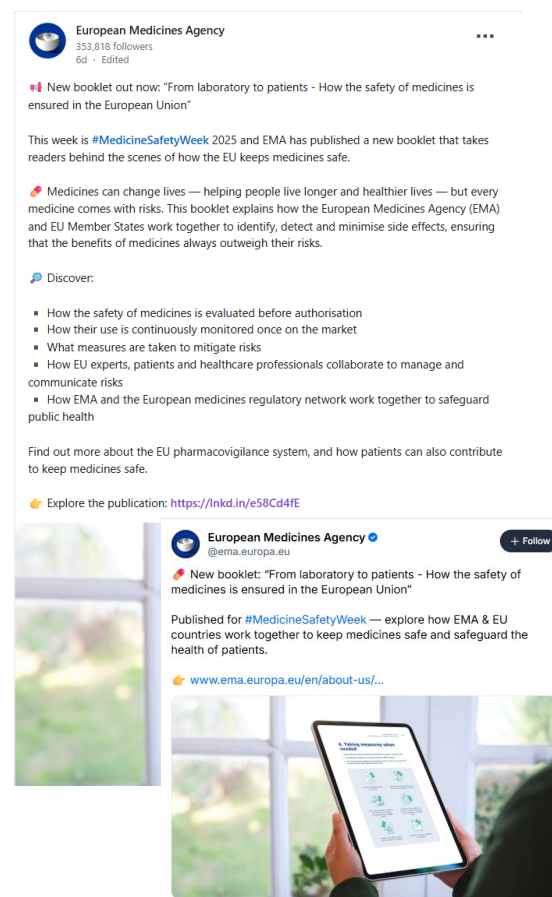 European Medicines Agency
353,818 followers
6d · Edited
📢 New booklet out now: "From laboratory to patients - How the safety of medicines is
ensured in the European Union"
This week is #MedicineSafetyWeek 2025 and EMA has published a new booklet that takes
readers behind the scenes of how the EU keeps medicines safe.
💊 Medicines can change lives — helping people live longer and healthier lives — but every
medicine comes with risks. This booklet explains how the European Medicines Agency (EMA)
and EU Member States work together to identify, detect and minimise side effects, ensuring
that the benefits of medicines always outweigh their risks.
🔎 Discover:
▪ How the safety of medicines is evaluated before authorisation
▪ How their use is continuously monitored once on the market
▪ What measures are taken to mitigate risks
▪ How EU experts, patients and healthcare professionals collaborate to manage and
communicate risks
▪ How EMA and the European medicines regulatory network work together to safeguard
public health
Find out more about the EU pharmacovigilance system, and how patients can also contribute
to keep medicines safe.
👉 Explore the publication: https://lnkd.in/e58Cd4fE
European Medicines Agency
@ema.europa.eu
+ Follow
💊 New booklet: "From laboratory to patients - How the safety of
medicines is ensured in the European Union"
Published for #MedicineSafetyWeek — explore how EMA & EU
countries work together to keep medicines safe and safeguard the
health of patients.
👉 www.ema.europa.eu/en/about-us/...
4. Taking measures when
needed